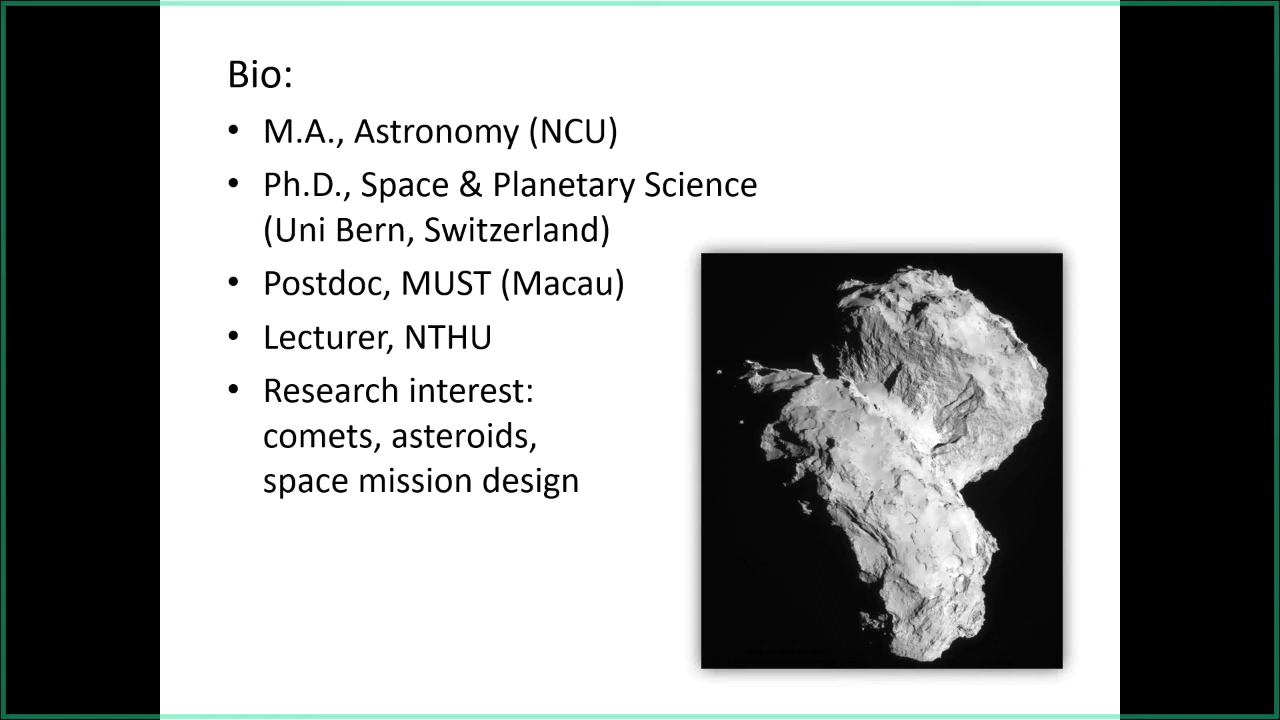 Bio:
• M.A., Astronomy (NCU)
• Ph.D., Space & Planetary Science
(Uni Bern, Switzerland)
• Postdoc, MUST (Macau)
• Lecturer, NTHU
• Research interest:
comets, asteroids,
space mission design